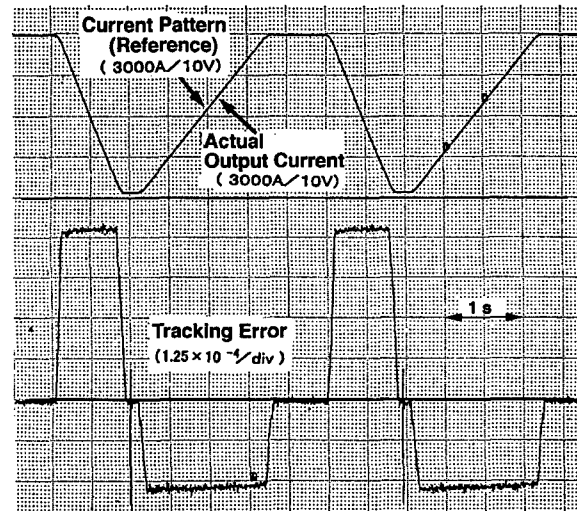 Current Pattern
(Reference)
( 3000A/10V)
Actual
Output Current
( 3000A/10V)
1 s
Tracking Error
(1.25 × 10 ⁻⁴/div )